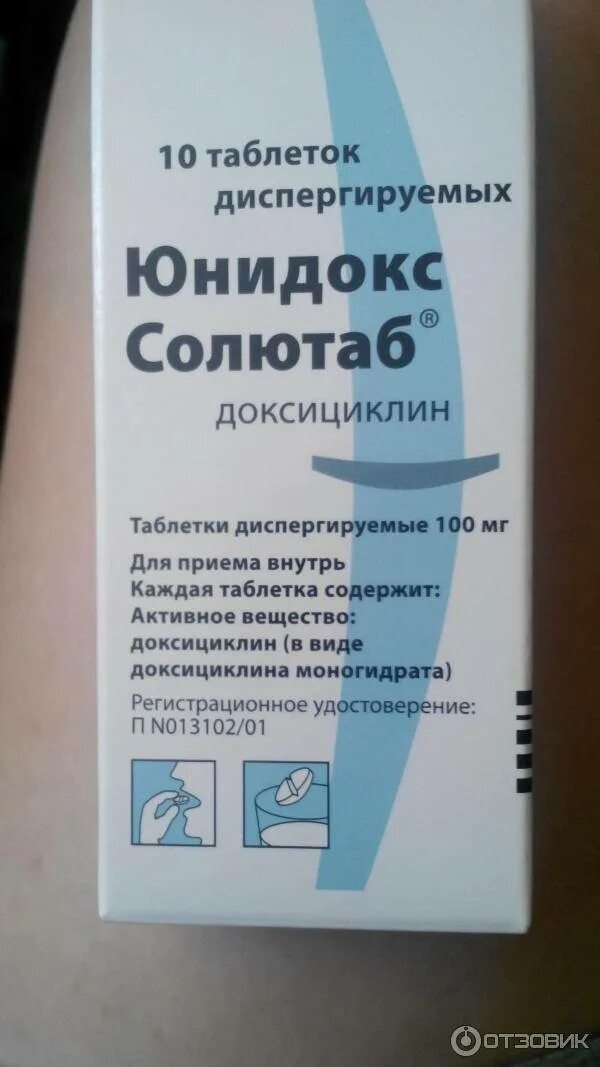 10 таблеток
диспергируемых
Юнидокс
Солютаб®
доксициклин
Таблетки диспергируемые 100 мг
Для приема внутрь
Каждая таблетка содержит:
Активное вещество:
доксициклин (в виде
доксициклина моногидрата)
Регистрационное удостоверение:
П N013102/01
ОТЗОВИК